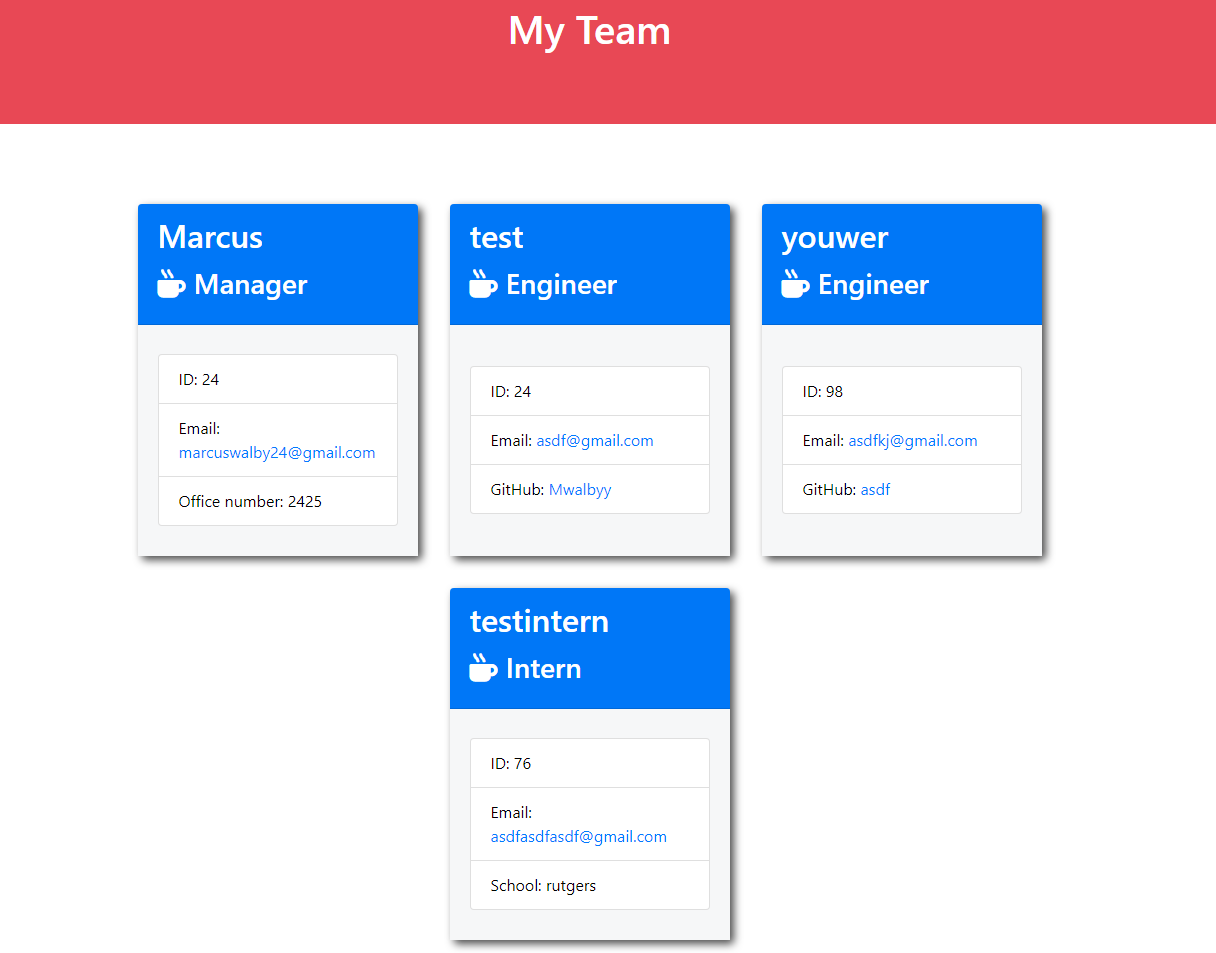 My Team
Marcus
Manager
ID: 24
Email:
marcuswalby24@gmail.com
Office number: 2425
test
Engineer
ID: 24
Email: asdf@gmail.com
GitHub: Mwalbyy
youwer
Engineer
ID: 98
Email: asdfkj@gmail.com
GitHub: asdf
testintern
Intern
ID: 76
Email:
asdfasdfasdf@gmail.com
School: rutgers